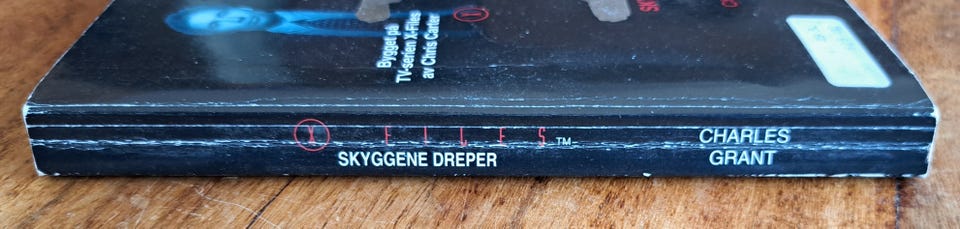 Bygget på
TV-serien X-Files
av Chris Carter
X FILES™
SKYGGENE DREPER
CHARLES
GRANT